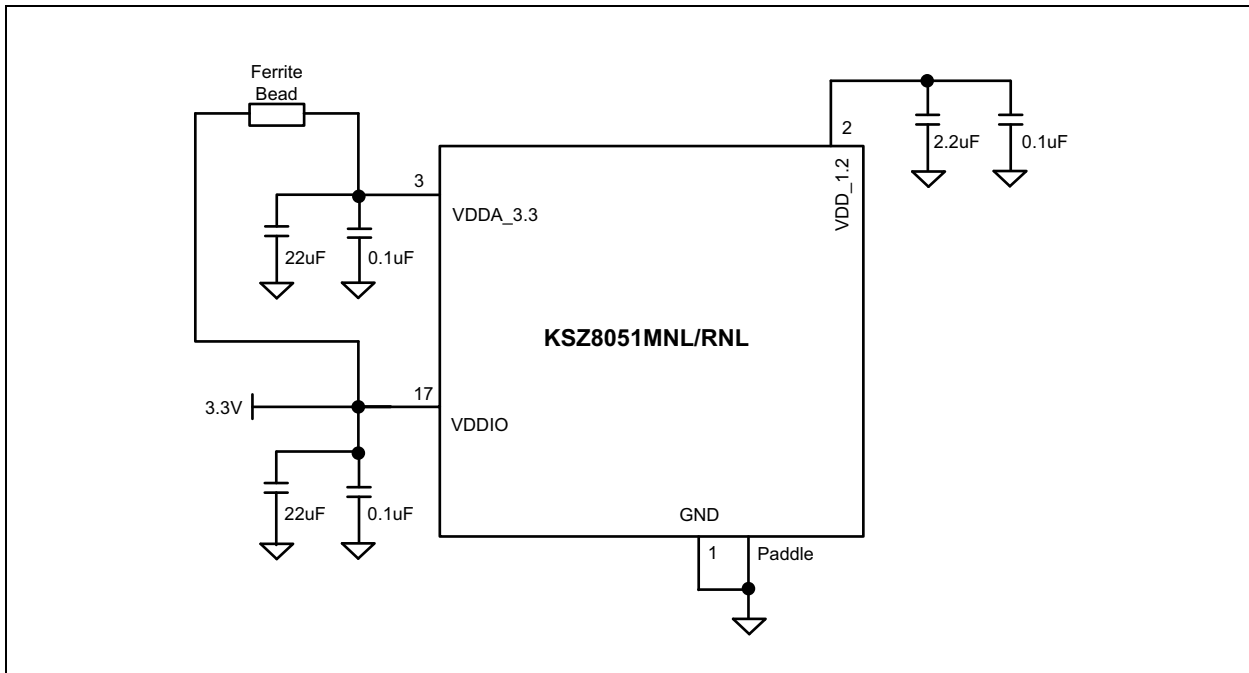 Ferrite
Bead
2
2.2uF
0.1uF
VDD_1.2
3
VDDA_3.3
22uF
0.1uF
KSZ8051MNL/RNL
17
3.3V
VDDIO
22uF
0.1uF
GND
1
Paddle